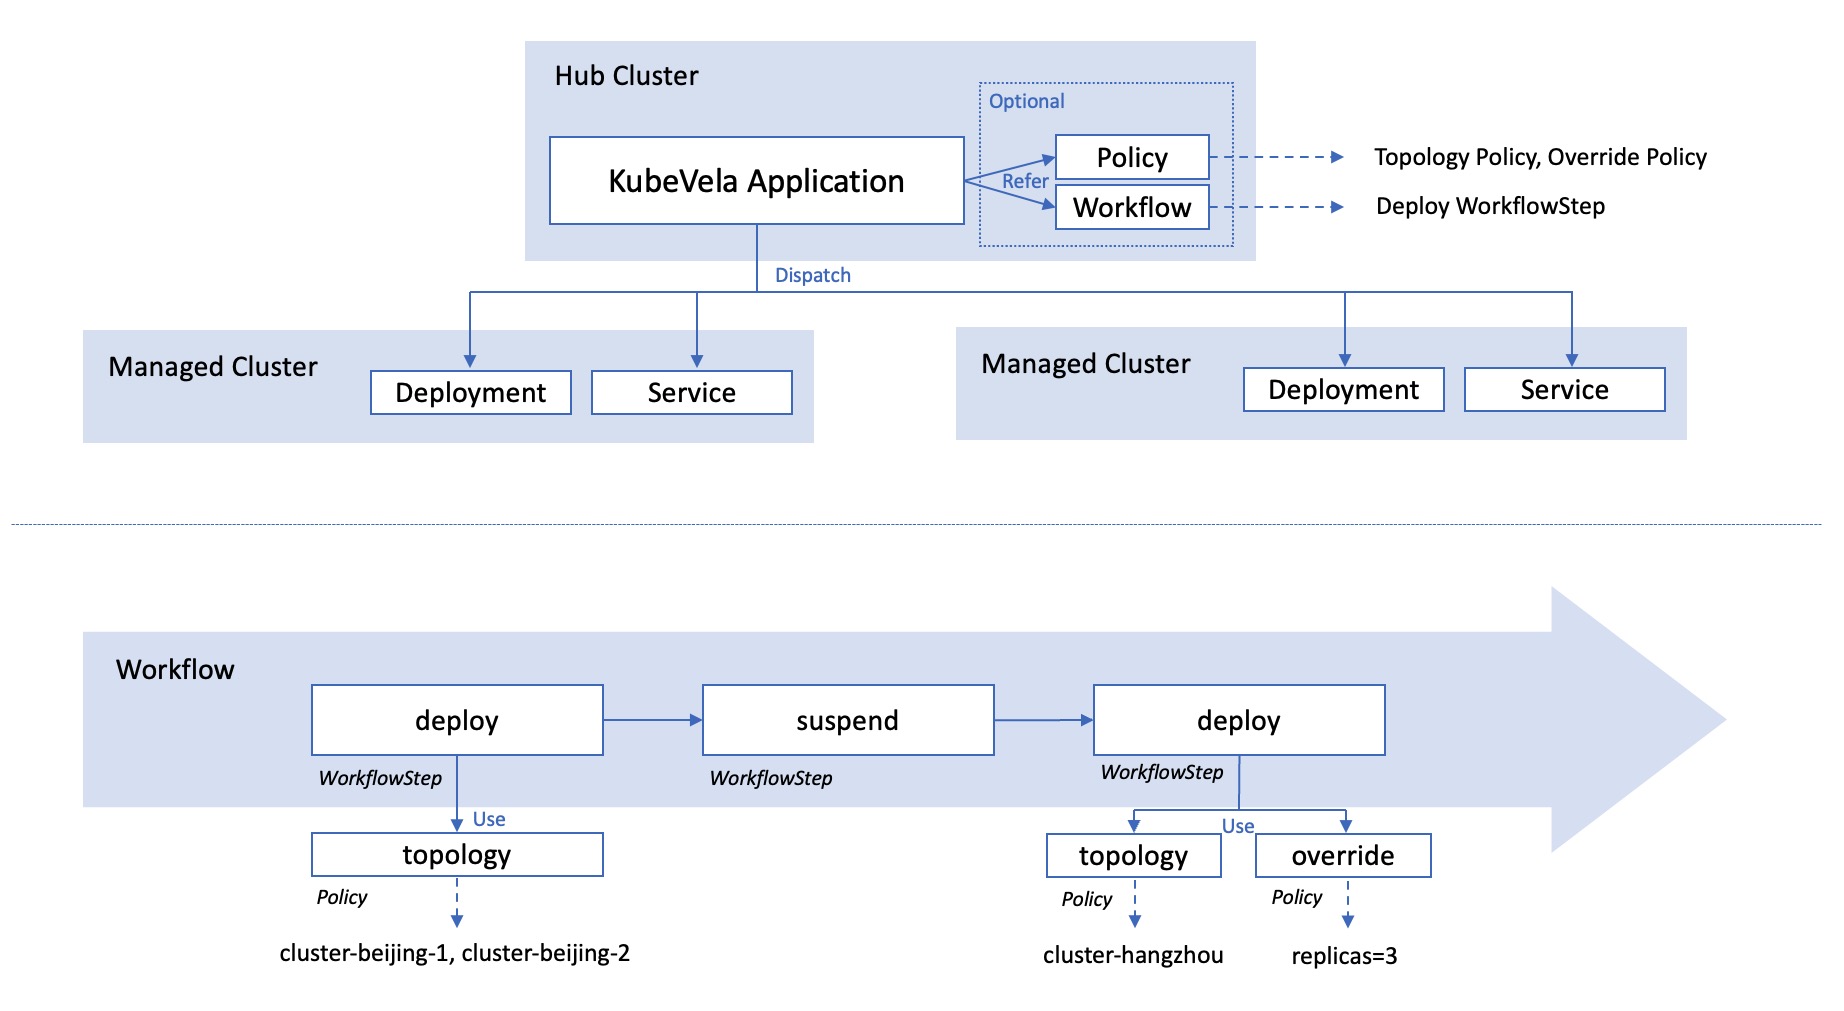 Hub Cluster
Optional
KubeVela Application
Refer
Policy
Workflow
Topology Policy, Override Policy
Deploy WorkflowStep
Dispatch
Managed Cluster
Deployment
Service
Managed Cluster
Deployment
Service
Workflow
deploy
suspend
deploy
WorkflowStep
WorkflowStep
WorkflowStep
Use
Use
topology
topology
override
Policy
Policy
Policy
cluster-beijing-1, cluster-beijing-2
cluster-hangzhou
replicas=3